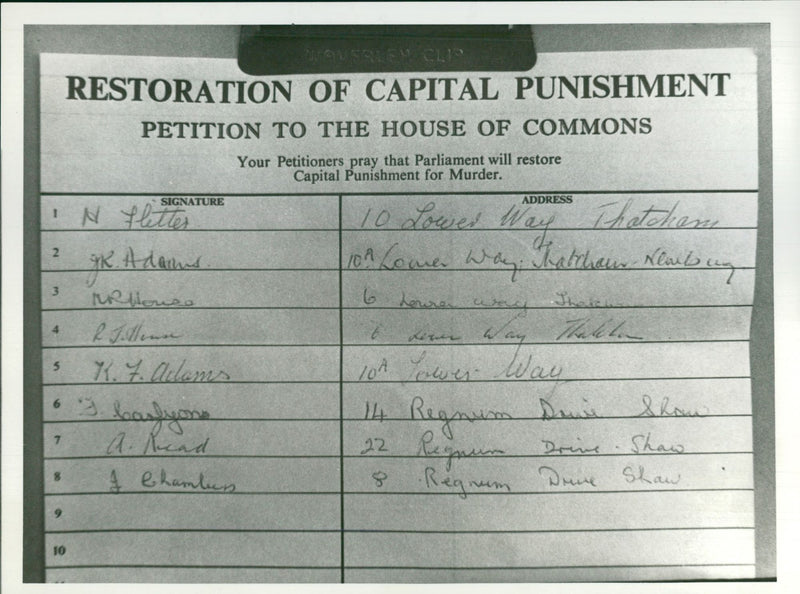 WAVERLEY CLIP
RESTORATION OF CAPITAL PUNISHMENT
PETITION TO THE HOUSE OF COMMONS
Your Petitioners pray that Parliament will restore
Capital Punishment for Murder.
SIGNATURE ADDRESS
1 N Flitter 10 Lower Way Thatcham
2 J.K. Adams. 10A Lower Way, Thatcham. Newbury
3 6 Lower way
4 6 Lower Way
5 K. F. Adams 10A Lower Way
6 14 Regnum Drive Shaw
7 A. Read 22 Regnum Drive. Shaw
8 J Chambers 8 Regnum Drive Shaw
9
10